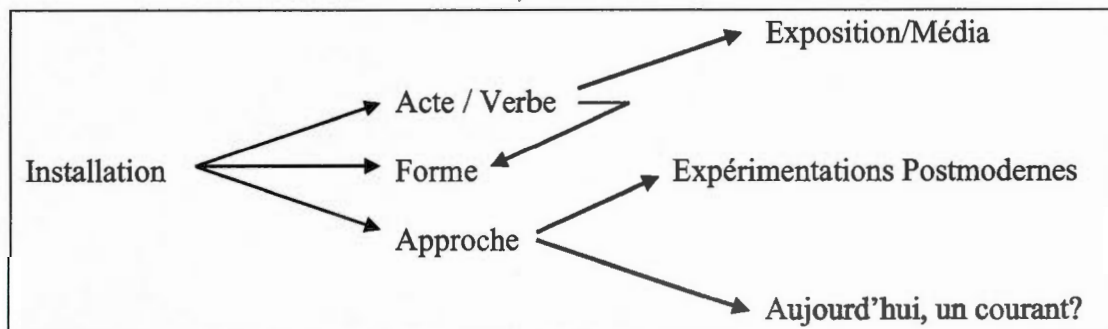 Exposition/Média
Acte / Verbe
Installation
Forme
Expérimentations Postmodernes
Approche
Aujourd'hui, un courant?